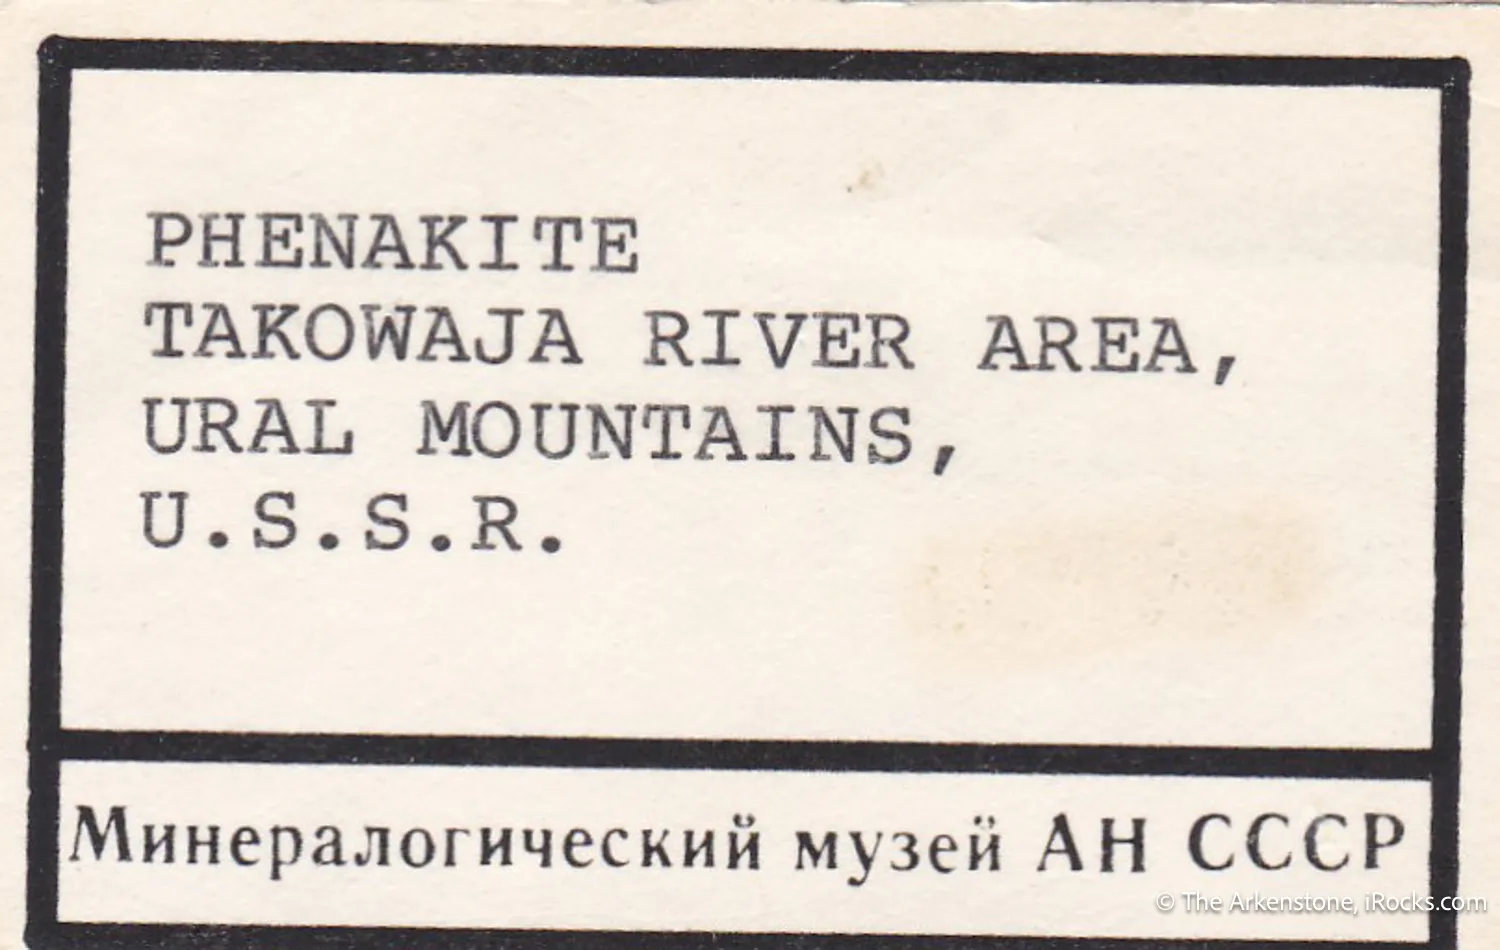 PHENAKITE
TAKOWAJA RIVER AREA,
URAL MOUNTAINS,
U.S.S.R.
Минералогический музей АН СССР
© The Arkenstone, iRocks.com